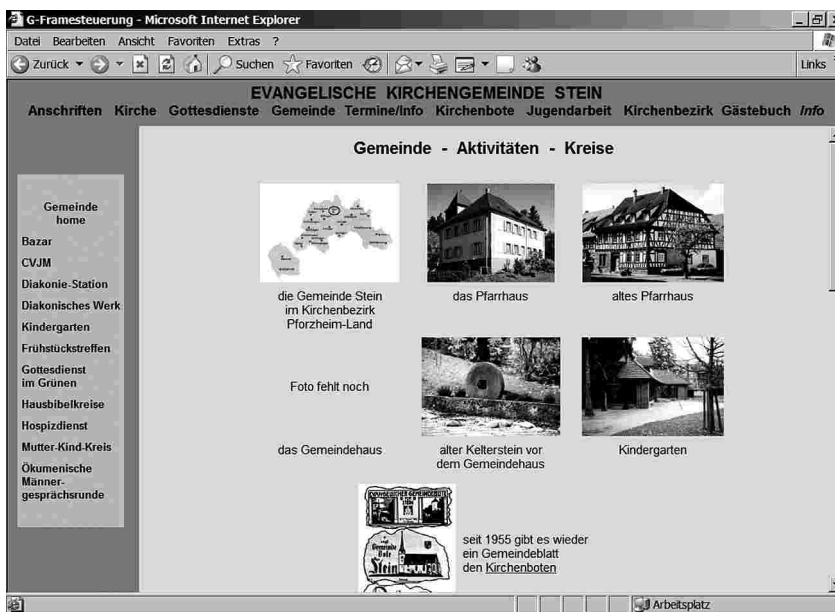 G-Framesteuerung - Microsoft Internet Explorer
Datei Bearbeiten Ansicht Favoriten Extras ?
Zurück Suchen Favoriten Links
EVANGELISCHE KIRCHENGEMEINDE STEIN
Anschriften Kirche Gottesdienste Gemeinde Termine/Info Kirchenbote Jugendarbeit Kirchenbezirk Gästebuch Info
Gemeinde - Aktivitäten - Kreise
Gemeinde
home
Bazar
CVJM
Diakonie-Station
Diakonisches Werk
Kindergarten
Frühstückstreffen
Gottesdienst
im Grünen
Hausbibelkreise
Hospizdienst
Mutter-Kind-Kreis
Ökumenische
Männer-
gesprächsrunde
die Gemeinde Stein
im Kirchenbezirk
Pforzheim-Land
das Pfarrhaus
altes Pfarrhaus
Foto fehlt noch
das Gemeindehaus
alter Kelterstein vor
dem Gemeindehaus
Kindergarten
Gemeinde
Bote
Stein
seit 1955 gibt es wieder
ein Gemeindeblatt
den Kirchenboten
Arbeitsplatz